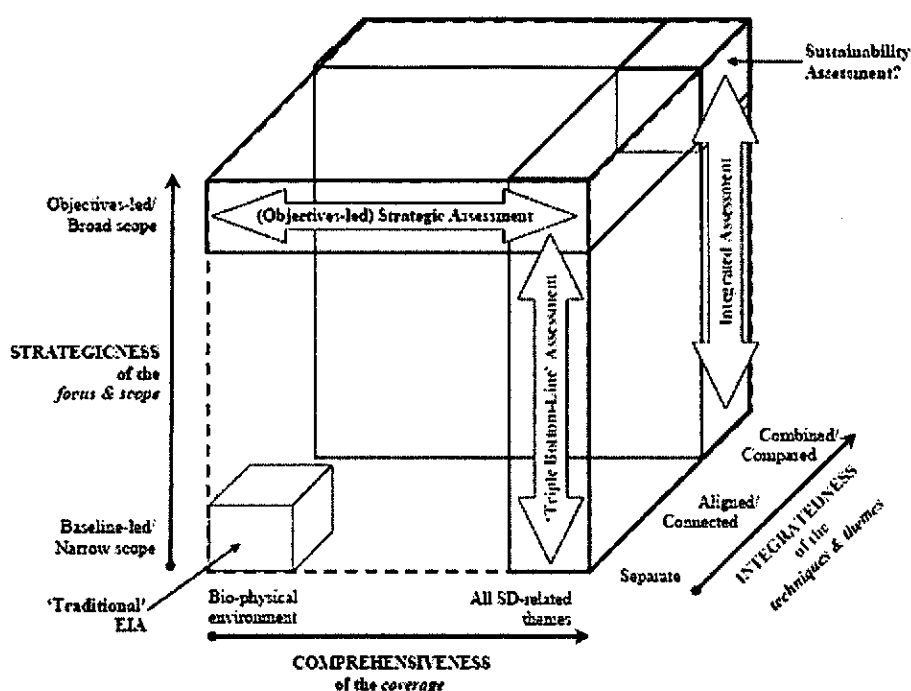 Sustainability
Assessment?
Objectives-led/
Broad scope
(Objectives-led) Strategic Assessment
Integrated Assessment
'Triple Bottom-Line' Assessment
STRATEGICNESS
of the
focus & scope
Baseline-led/
Narrow scope
'Traditional'
EIA
Bio-physical
environment
All SD-related
themes
Separate
Aligned/
Connected
Combined/
Compared
INTEGRATEDNESS
of the
techniques & themes
COMPREHENSIVENESS
of the coverage